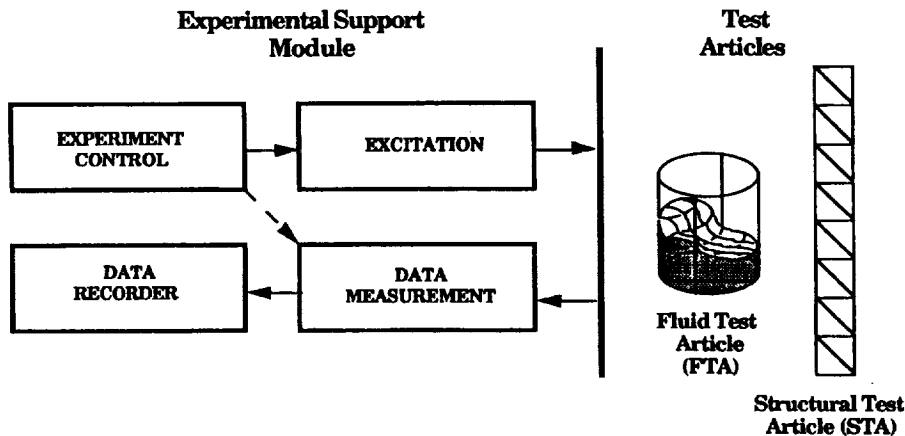 Experimental Support
Module
Test
Articles
EXPERIMENT
CONTROL
EXCITATION
DATA
RECORDER
DATA
MEASUREMENT
Fluid Test
Article
(FTA)
Structural Test
Article (STA)